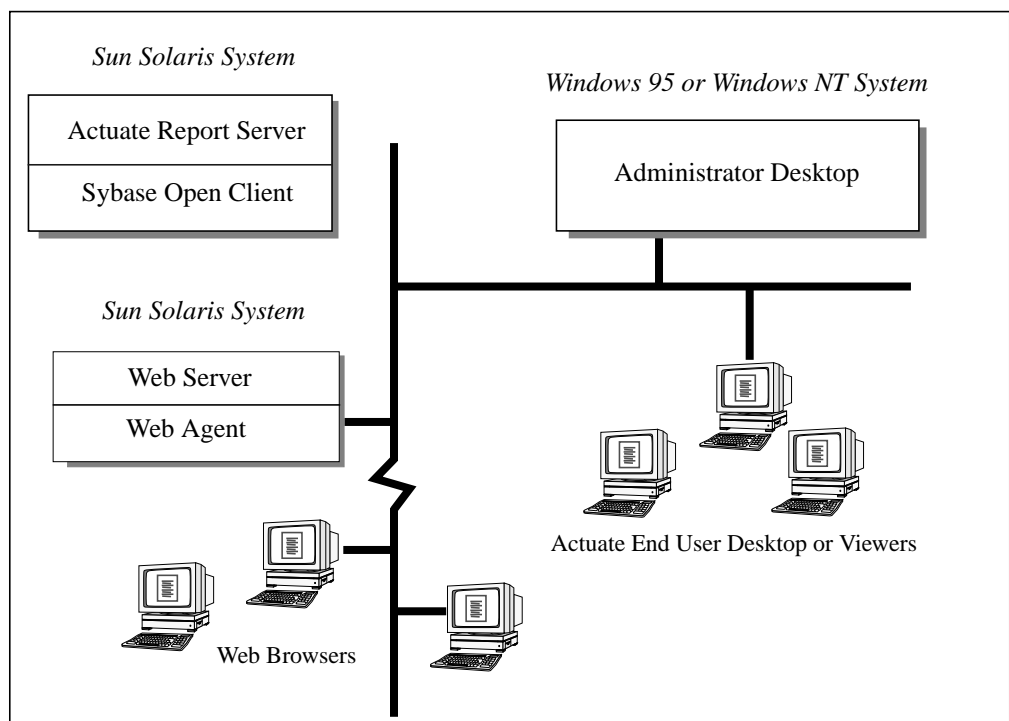 Sun Solaris System
Actuate Report Server
Sybase Open Client
Windows 95 or Windows NT System
Administrator Desktop
Sun Solaris System
Web Server
Web Agent
Actuate End User Desktop or Viewers
Web Browsers